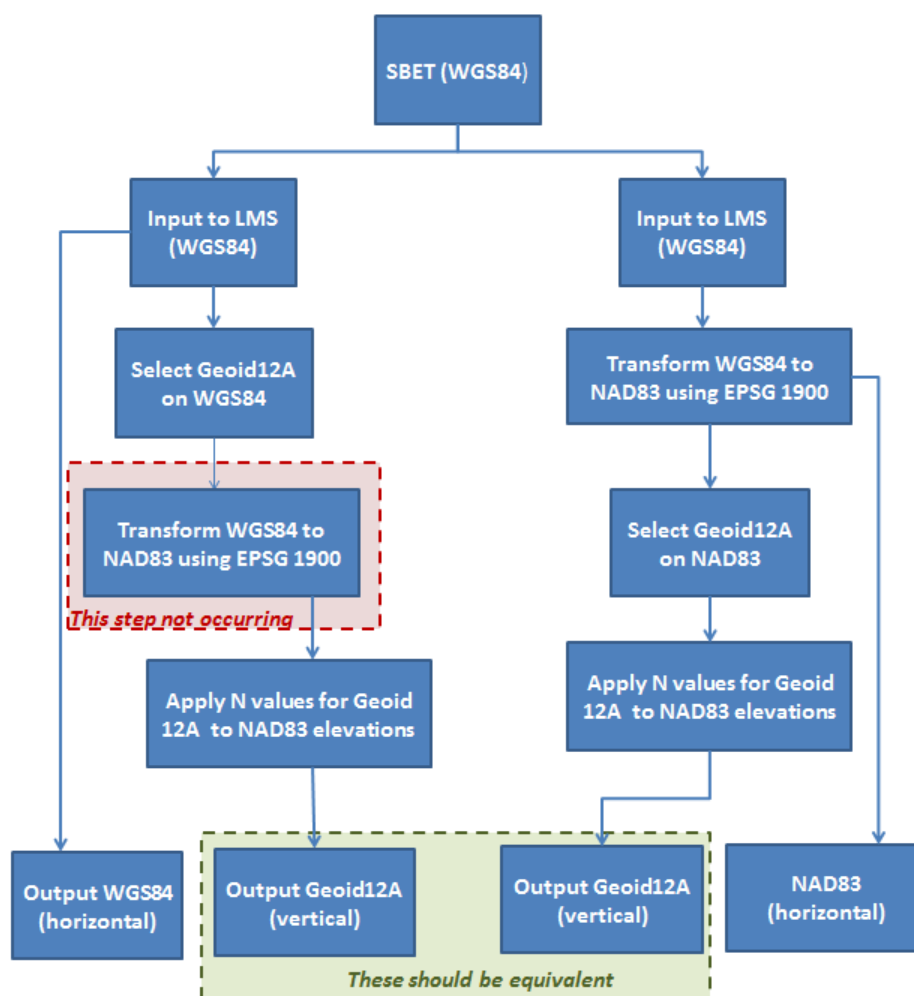 SBET (WGS84)
Input to LMS
(WGS84)
Input to LMS
(WGS84)
Select Geoid12A
on WGS84
Transform WGS84 to
NAD83 using EPSG 1900
Transform WGS84 to
NAD83 using EPSG 1900
This step not occurring
Select Geoid12A
on NAD83
Apply N values for Geoid
12A to NAD83 elevations
Apply N values for Geoid
12A to NAD83 elevations
Output WGS84
(horizontal)
Output Geoid12A
(vertical)
Output Geoid12A
(vertical)
NAD83
(horizontal)
These should be equivalent